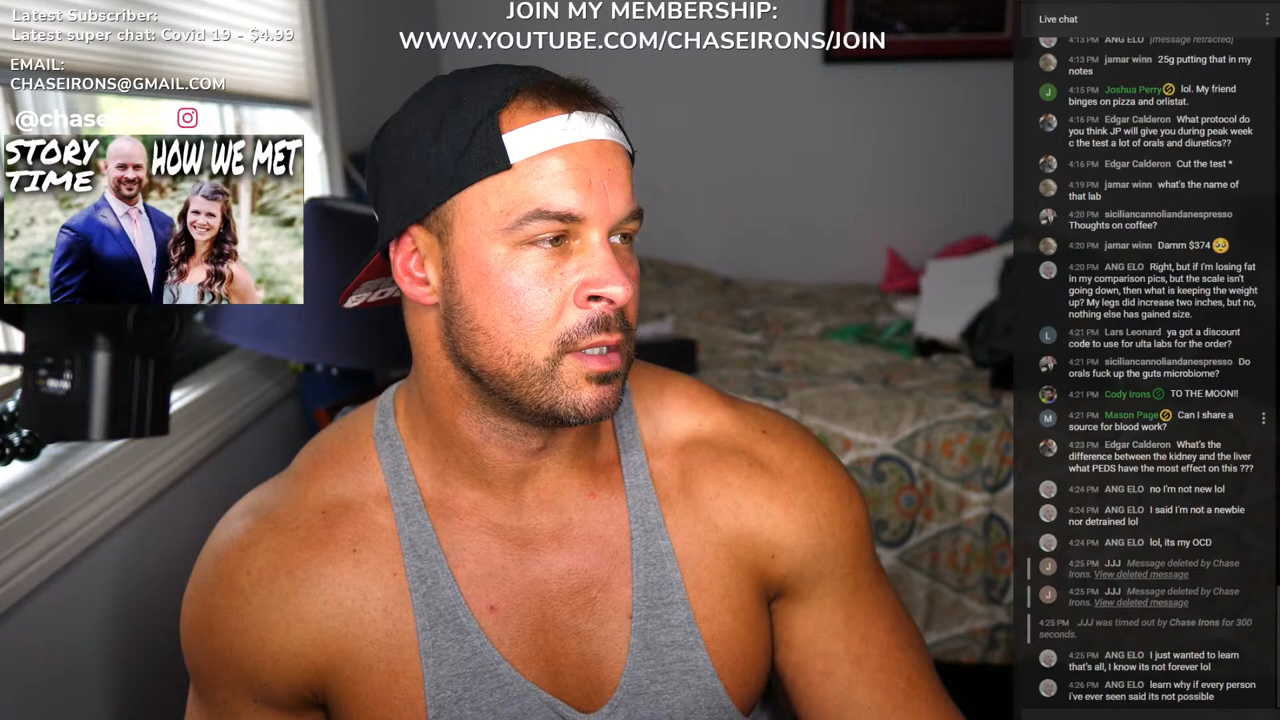 Latest Subscriber:
Latest super chat: Covid 19 - $4.99
EMAIL:
CHASEIRONS@GMAIL.COM
STORY
TIME
HOW WE MET
JOIN MY MEMBERSHIP:
WWW.YOUTUBE.COM/CHASEIRONS/JOIN
Live chat
4:13 PM ANG ELO [message retracted]
4:13 PM jamar winn 25g putting that in my
notes
J
4:15 PM Joshua Perry lol. My friend
binges on pizza and orlistat.
4:16 PM Edgar Calderon What protocol do
you think JP will give you during peak week
c the test a lot of orals and diuretics??
4:16 PM Edgar Calderon Cut the test *
4:19 PM jamar winn what's the name of
that lab
4:20 PM siciliancannoliandanespresso
Thoughts on coffee?
4:20 PM jamar winn Damm $374 🥺
4:20 PM ANG ELO Right, but if I'm losing fat
in my comparison pics, but the scale isn't
going down, then what is keeping the weight
up? My legs did increase two inches, but no,
nothing else has gained size.
L
4:21 PM Lars Leonard ya got a discount
code to use for ulta labs for the order?
4:21 PM siciliancannoliandanespresso Do
orals fuck up the guts microbiome?
4:21 PM Cody Irons TO THE MOON!!
M
4:21 PM Mason Page Can I share a
source for blood work?
4:23 PM Edgar Calderon What's the
difference between the kidney and the liver
what PEDS have the most effect on this ???
4:24 PM ANG ELO no I'm not new lol
4:24 PM ANG ELO I said I'm not a newbie
nor detrained lol
4:24 PM ANG ELO lol, its my OCD
J
4:25 PM JJJ Message deleted by Chase
Irons. View deleted message
J
4:25 PM JJJ Message deleted by Chase
Irons. View deleted message
4:25 PM JJJ was timed out by Chase Irons for 300
seconds.
4:25 PM ANG ELO I just wanted to learn
that's all, I know its not forever lol
4:26 PM ANG ELO learn why if every person
i've ever seen said its not possible